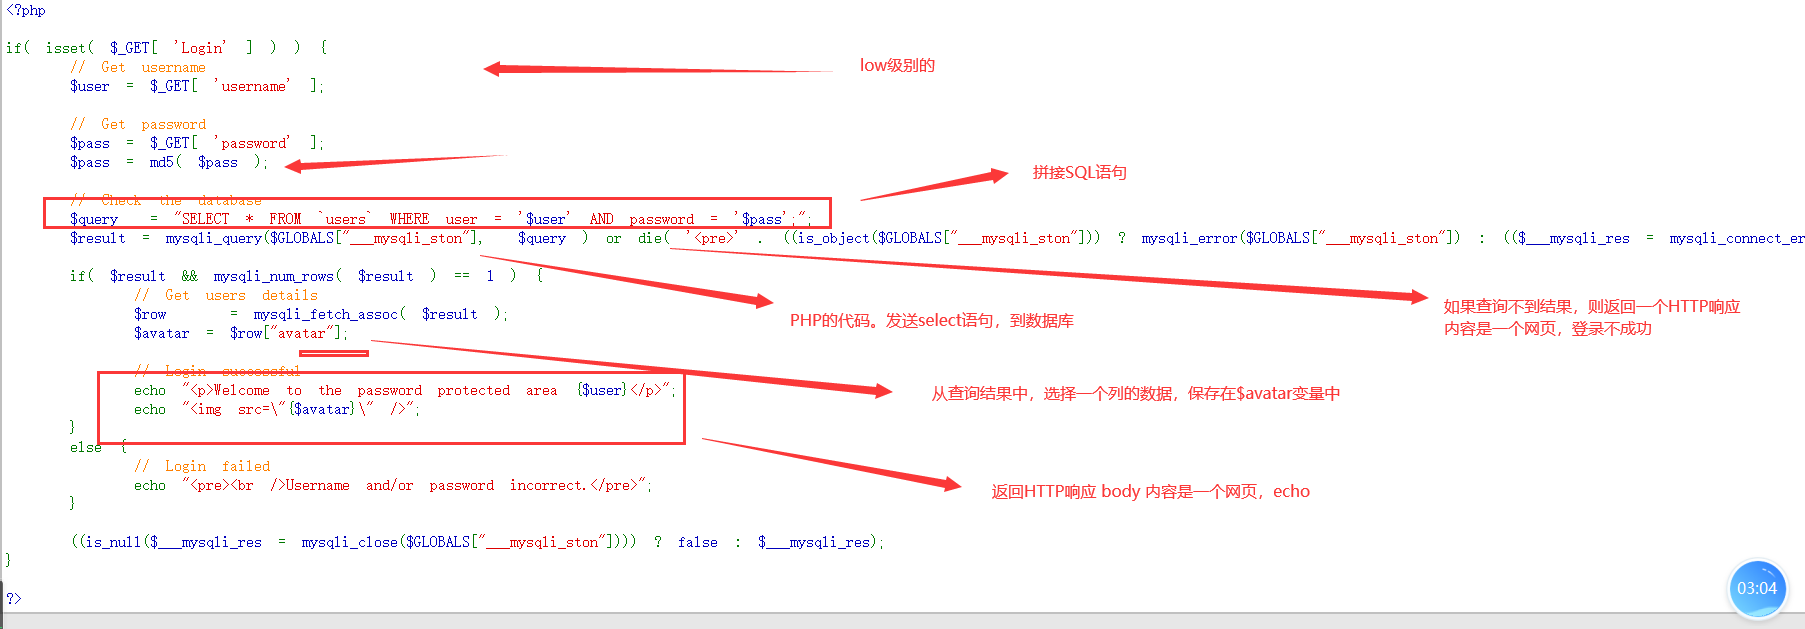 <?php
if( isset( $_GET[ 'Login' ] ) ) {
// Get username
low级别的
$user = $_GET[ 'username' ];
// Get password
$pass = $_GET[ 'password' ];
$pass = md5( $pass );
拼接SQL语句
// Check the database
$query = "SELECT * FROM `users` WHERE user = '$user' AND password = '$pass';";
$result = mysqli_query($GLOBALS["___mysqli_ston"], $query ) or die( '<pre>' . ((is_object($GLOBALS["___mysqli_ston"])) ? mysqli_error($GLOBALS["___mysqli_ston"]) : (($___mysqli_res = mysqli_connect_er
if( $result && mysqli_num_rows( $result ) == 1 ) {
// Get users details
$row = mysqli_fetch_assoc( $result );
$avatar = $row["avatar"];
PHP的代码。发送select语句，到数据库
如果查询不到结果，则返回一个HTTP响应
内容是一个网页，登录不成功
// Login successful
echo "<p>Welcome to the password protected area {$user}</p>";
echo "<img src=\"{$avatar}\" />";
从查询结果中，选择一个列的数据，保存在$avatar变量中
}
else {
// Login failed
echo "<pre><br />Username and/or password incorrect.</pre>";
}
返回HTTP响应 body 内容是一个网页，echo
((is_null($___mysqli_res = mysqli_close($GLOBALS["___mysqli_ston"]))) ? false : $___mysqli_res);
}
?>
03:04